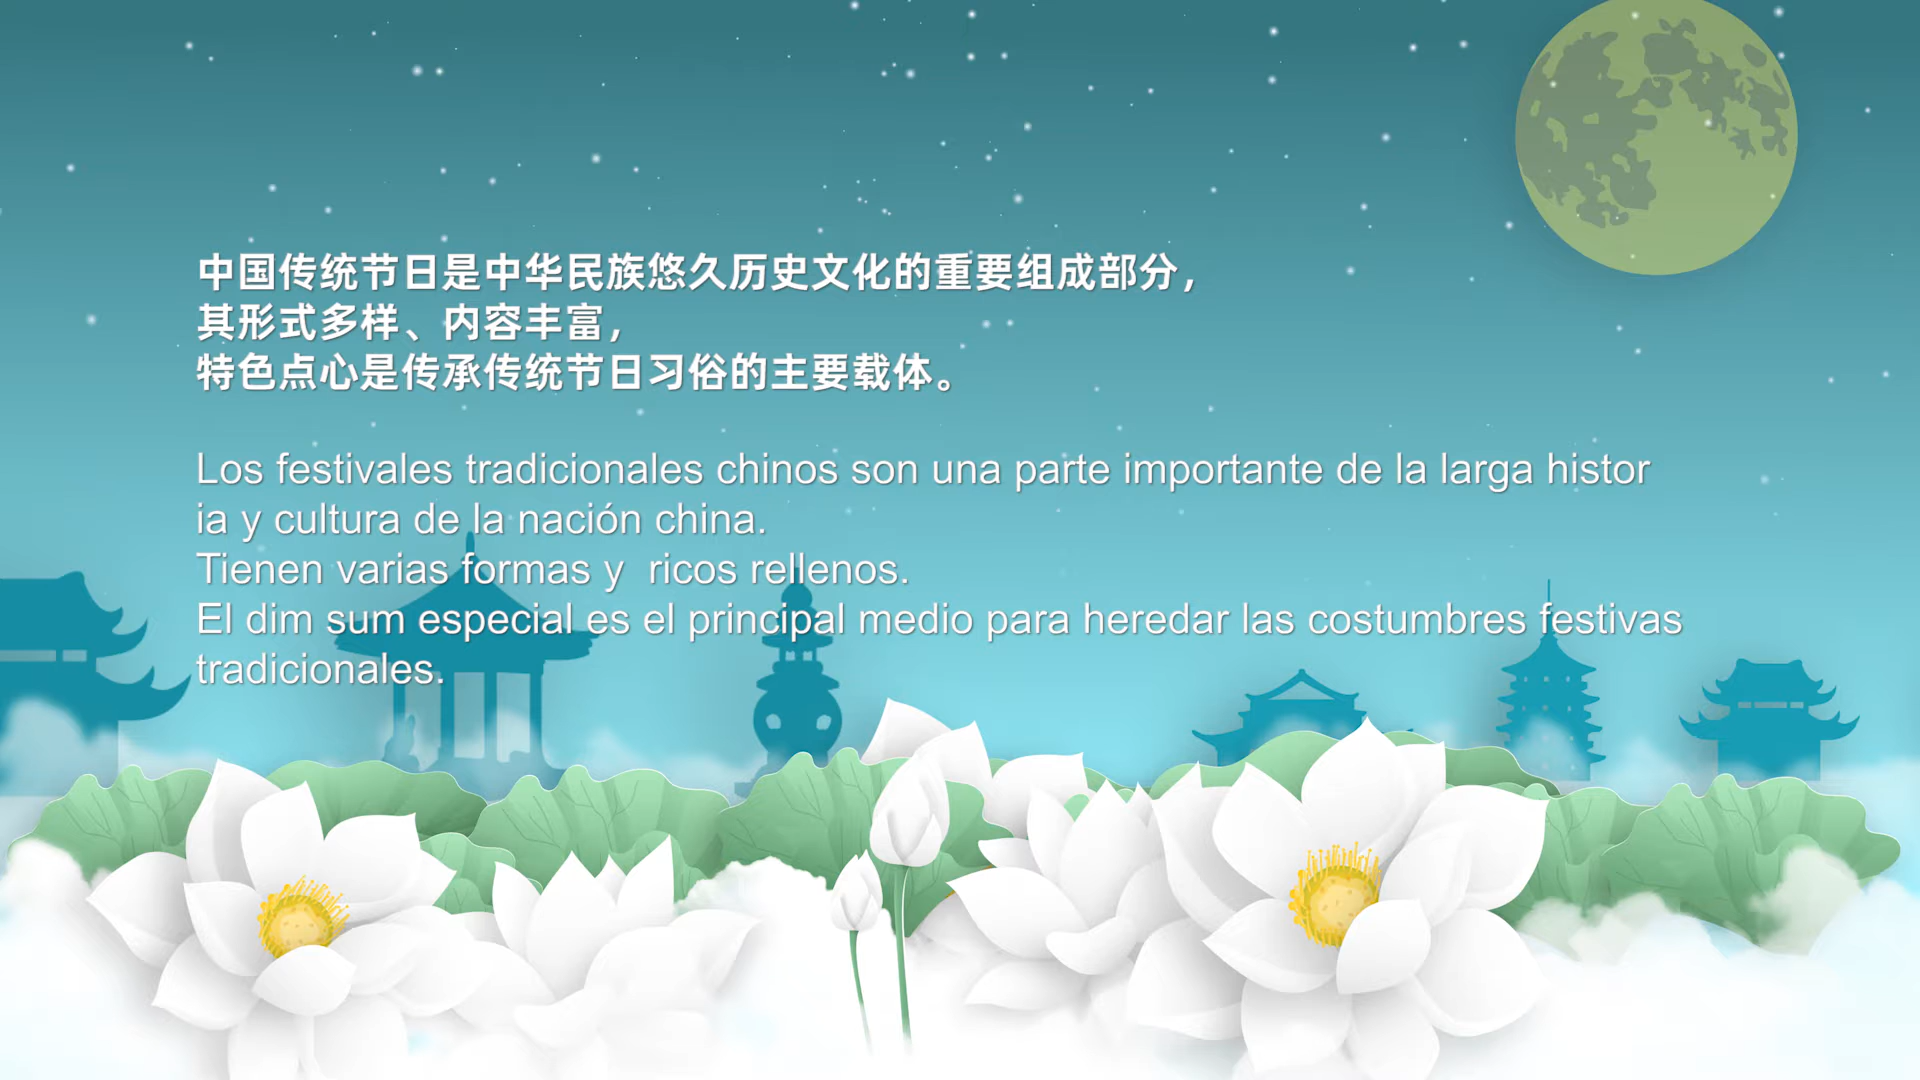 中国传统节日是中华民族悠久历史文化的重要组成部分，
其形式多样、内容丰富，
特色点心是传承传统节日习俗的主要载体。
Los festivales tradicionales chinos son una parte importante de la larga histor
ia y cultura de la nación china.
Tienen varias formas y  ricos rellenos.
El dim sum especial es el principal medio para heredar las costumbres festivas
tradicionales.